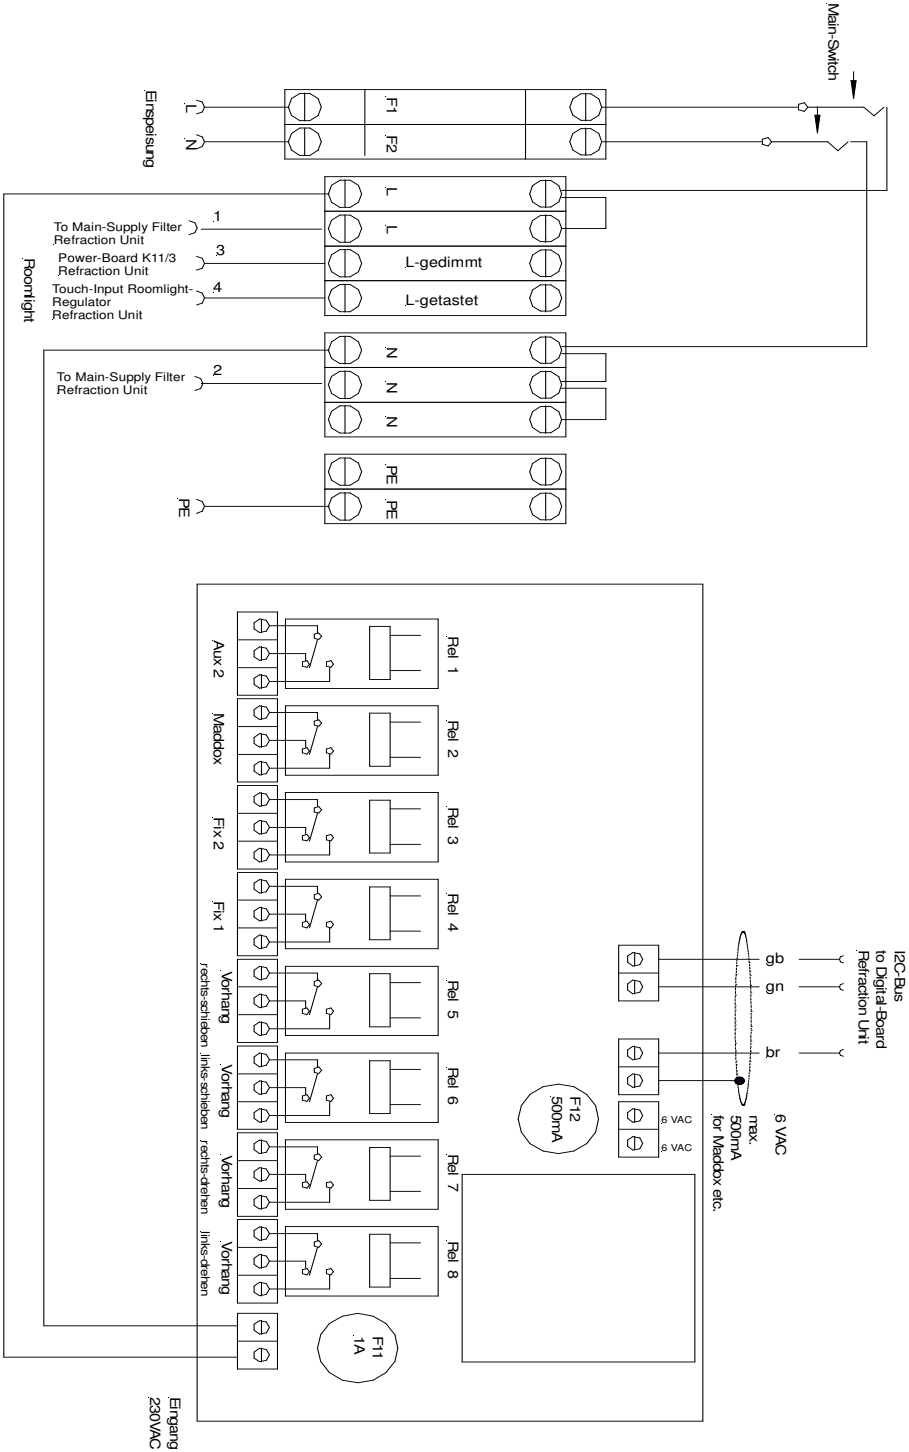 Main-Switch
Einspeisung
L
N
F1
F2
L
L
L-gedimmt
L-getastet
1
To Main-Supply Filter
Refraction Unit
3
Power-Board K11/3
Refraction Unit
4
Touch-Input Roomlight-
Regulator
Refraction Unit
Roomlight
N
N
N
2
To Main-Supply Filter
Refraction Unit
PE
PE
PE
Rel 1
Aux 2
Rel 2
Maddox
Rel 3
Fix 2
Rel 4
Fix 1
Rel 5
Vorhang
rechts-schieben
Rel 6
Vorhang
links-schieben
Rel 7
Vorhang
rechts-drehen
Rel 8
Vorhang
links-drehen
I2C-Bus
to Digital-Board
Refraction Unit
gb
gn
br
6 VAC
6 VAC
6 VAC
max.
500mA
for Maddox etc.
F12
500mA
F11
1A
Eingang
230VAC